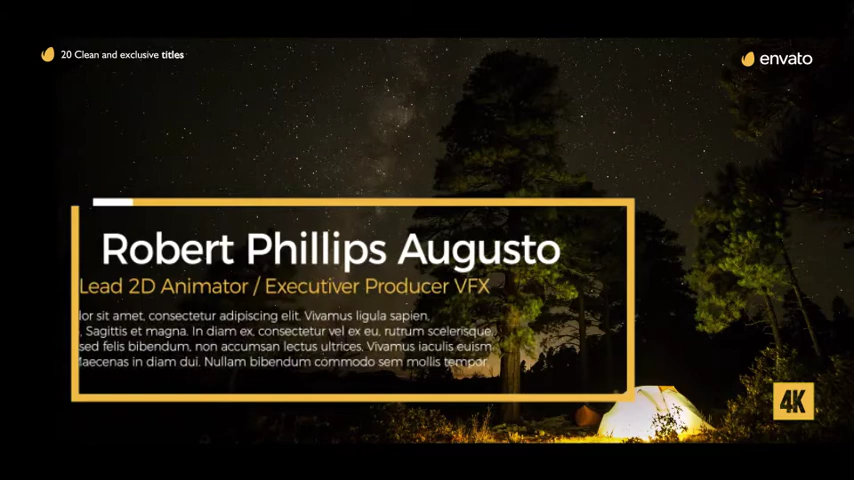 20 Clean and exclusive titles
envato
Robert Phillips Augusto
Lead 2D Animator / Executiver Producer VFX
lor sit amet, consectetur adipiscing elit. Vivamus ligula sapien,
, Sagittis et magna. In diam ex, consectetur vel ex eu, rutrum scelerisque,
sed felis bibendum, non accumsan lectus ultrices. Vivamus iaculis euism
Maecenas in diam dui. Nullam bibendum commodo sem mollis tempor
4K